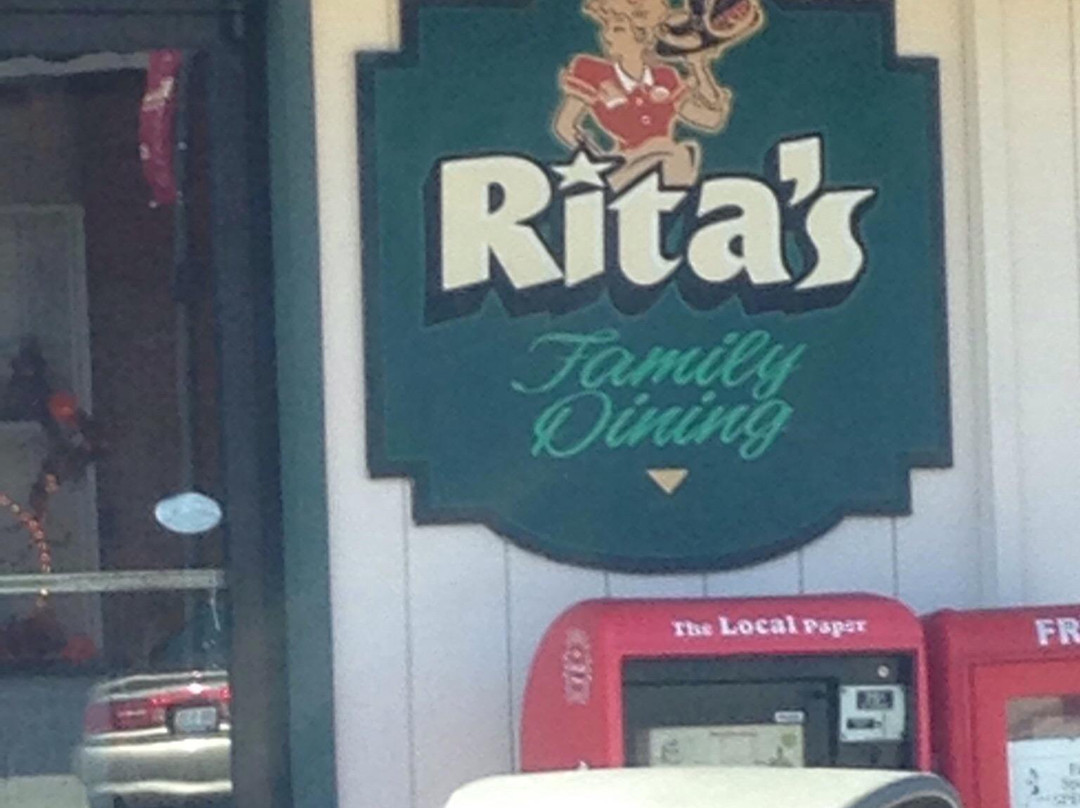 Rita's
Family
Dining
The Local Paper
FR